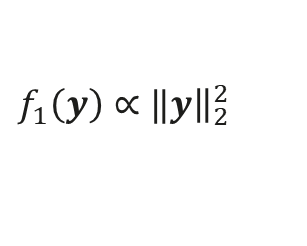 f₁(y) ∝ ‖y‖₂²